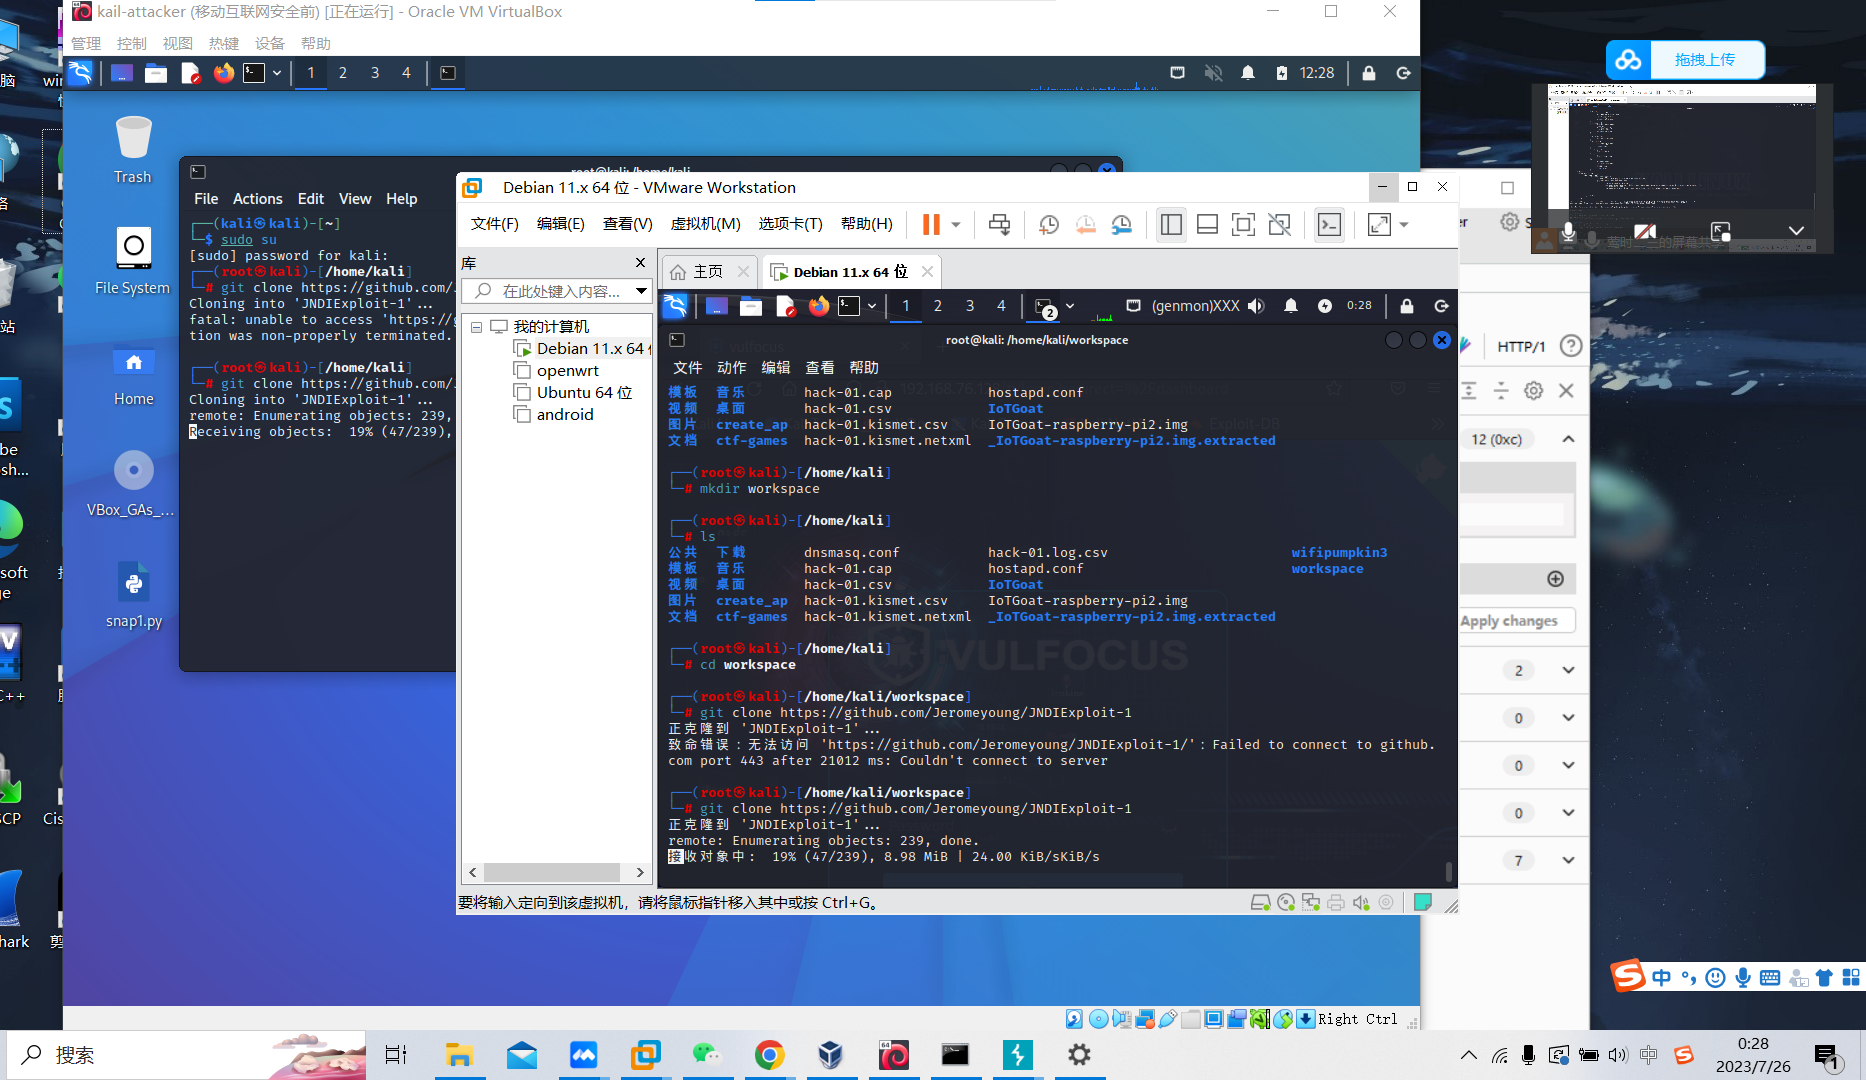 kail-attacker (移动互联网安全前) [正在运行] - Oracle VM VirtualBox
管理 控制 视图 热键 设备 帮助
1 2 3 4 12:28
拖拽上传
Trash
File System
Home
VBox_GAs_...
snap1.py
root@kali: /home/kali
File Actions Edit View Help
┌──(kali㉿kali)-[~]
└─$ sudo su
[sudo] password for kali:
┌──(root㉿kali)-[/home/kali]
└─# git clone https://github.com/
Cloning into 'JNDIExploit-1'...
fatal: unable to access 'https://g
tion was non-properly terminated.
┌──(root㉿kali)-[/home/kali]
└─# git clone https://github.com/
Cloning into 'JNDIExploit-1'...
remote: Enumerating objects: 239,
Receiving objects:  19% (47/239),
Debian 11.x 64 位 - VMware Workstation
文件(F) 编辑(E) 查看(V) 虚拟机(M) 选项卡(T) 帮助(H)
库
在此处键入内容...
我的计算机
Debian 11.x 64
openwrt
Ubuntu 64 位
android
主页
Debian 11.x 64 位
1 2 3 4 2 (genmon)XXX 0:28
root@kali: /home/kali/workspace
文件 动作 编辑 查看 帮助
模板 音乐 hack-01.cap hostapd.conf
视频 桌面 hack-01.csv IoTGoat
图片 create_ap hack-01.kismet.csv IoTGoat-raspberry-pi2.img
文档 ctf-games hack-01.kismet.netxml _IoTGoat-raspberry-pi2.img.extracted
┌──(root㉿kali)-[/home/kali]
└─# mkdir workspace
┌──(root㉿kali)-[/home/kali]
└─# ls
公共 下载 dnsmasq.conf hack-01.log.csv wifipumpkin3
模板 音乐 hack-01.cap hostapd.conf workspace
视频 桌面 hack-01.csv IoTGoat
图片 create_ap hack-01.kismet.csv IoTGoat-raspberry-pi2.img
文档 ctf-games hack-01.kismet.netxml _IoTGoat-raspberry-pi2.img.extracted
VULFOCUS
┌──(root㉿kali)-[/home/kali]
└─# cd workspace
┌──(root㉿kali)-[/home/kali/workspace]
└─# git clone https://github.com/Jeromeyoung/JNDIExploit-1
正克隆到 'JNDIExploit-1'...
致命错误：无法访问 'https://github.com/Jeromeyoung/JNDIExploit-1/'：Failed to connect to github.
com port 443 after 21012 ms: Couldn't connect to server
┌──(root㉿kali)-[/home/kali/workspace]
└─# git clone https://github.com/Jeromeyoung/JNDIExploit-1
正克隆到 'JNDIExploit-1'...
remote: Enumerating objects: 239, done.
接收对象中:  19% (47/239), 8.98 MiB | 24.00 KiB/sKiB/s
要将输入定向到该虚拟机，请将鼠标指针移入其中或按 Ctrl+G。
HTTP/1
12 (0xc)
Apply changes
2
0
0
0
7
Right Ctrl
中
搜索
中
0:28
2023/7/26
1